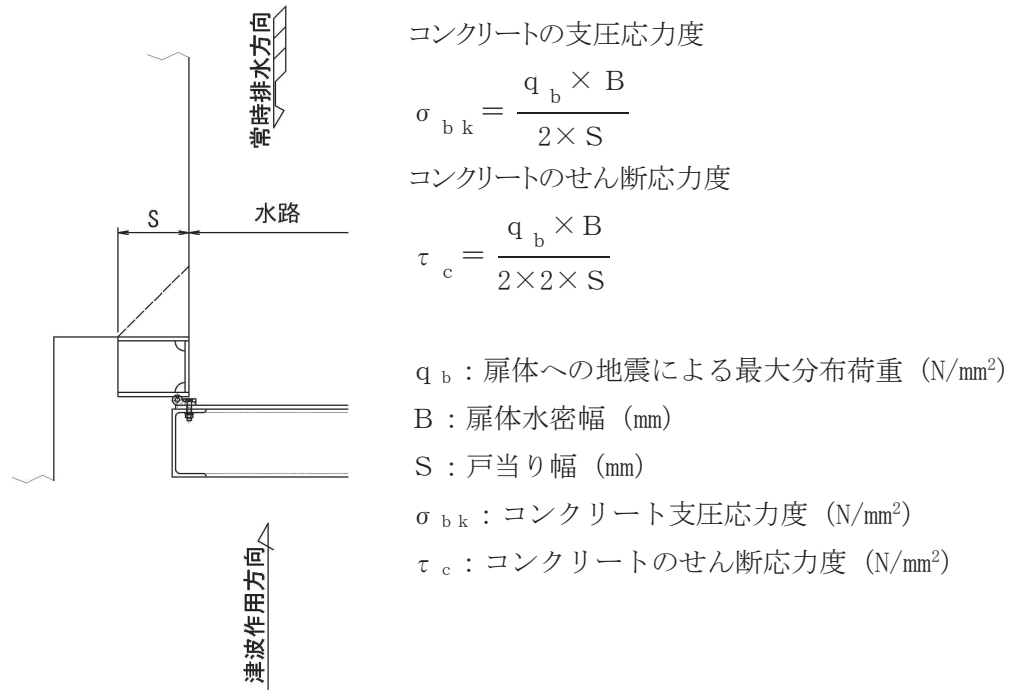 常時排水方向
S
水路
津波作用方向
コンクリートの支圧応力度
σbk＝qb×B/2×S
コンクリートのせん断応力度
τc＝qb×B/2×2×S
qb：扉体への地震による最大分布荷重（N/mm²）
B：扉体水密幅（mm）
S：戸当り幅（mm）
σbk：コンクリート支圧応力度（N/mm²）
τc：コンクリートのせん断応力度（N/mm²）